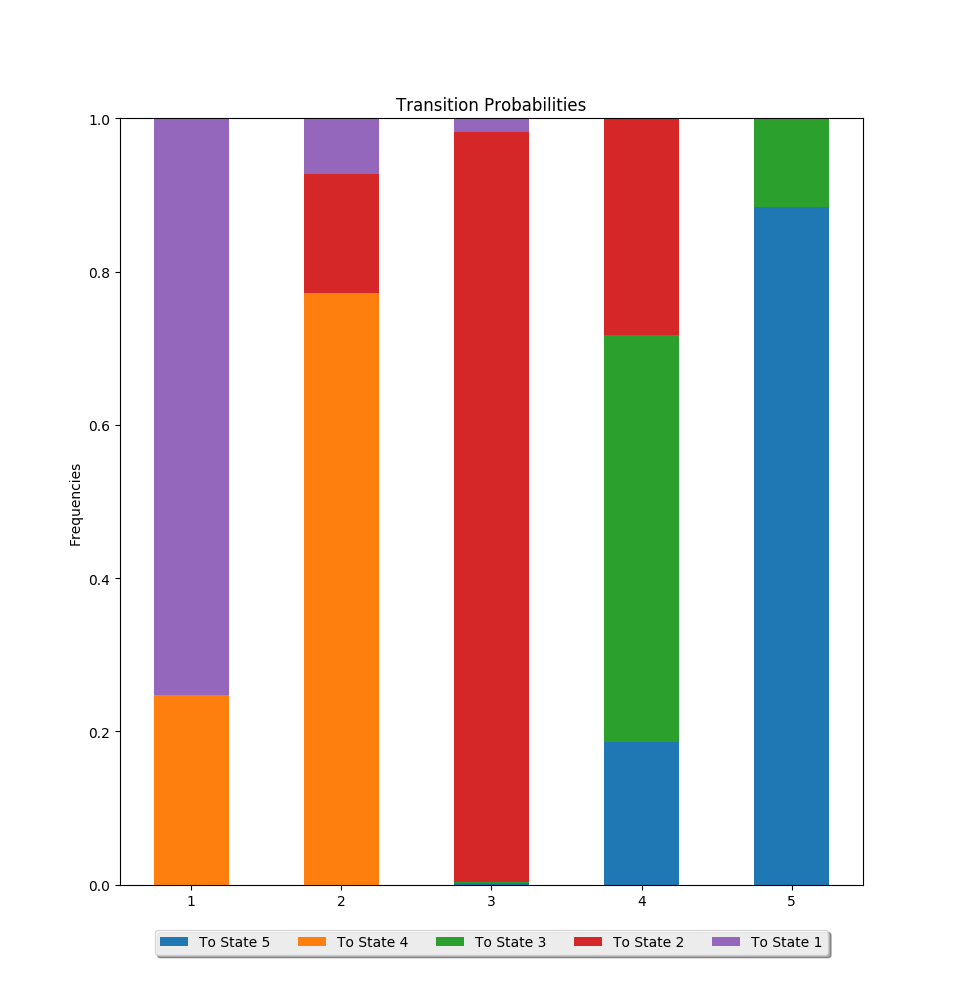 Transition Probabilities
1.0
0.8
0.6
0.4
0.2
0.0
Frequencies
1 2 3 4 5
To State 5 To State 4 To State 3 To State 2 To State 1